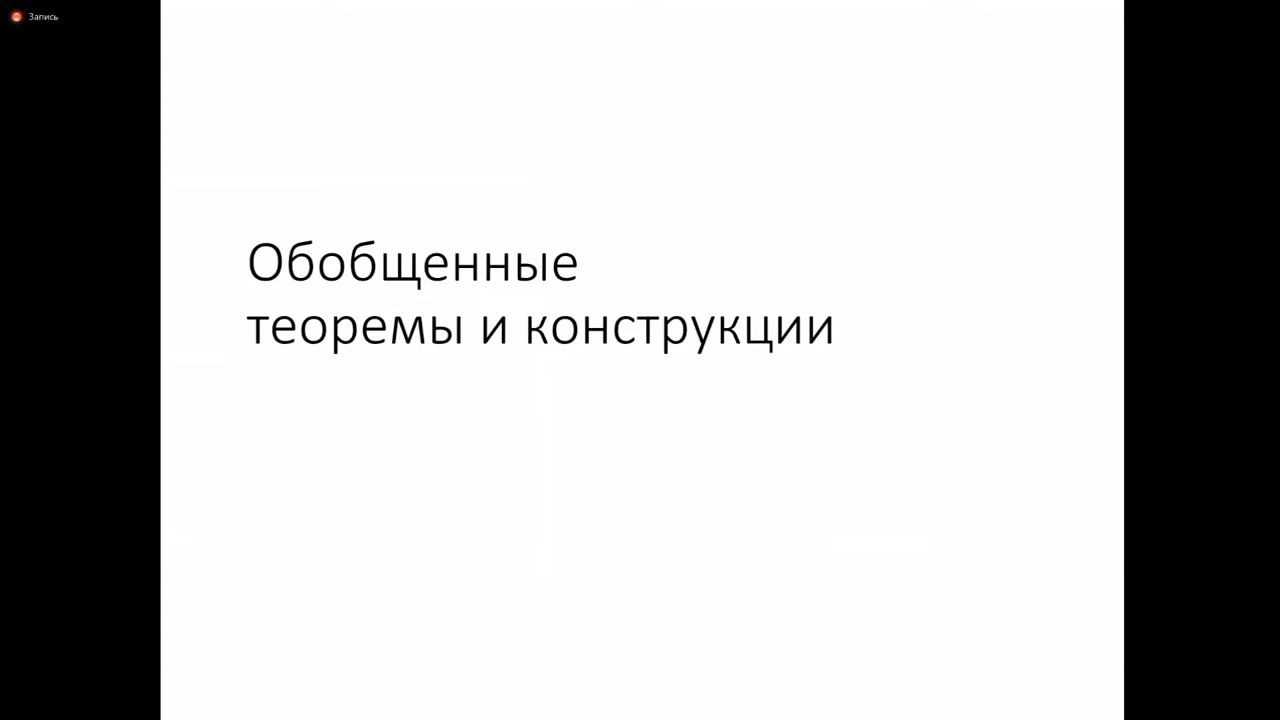 Запись
Обобщенные
теоремы и конструкции